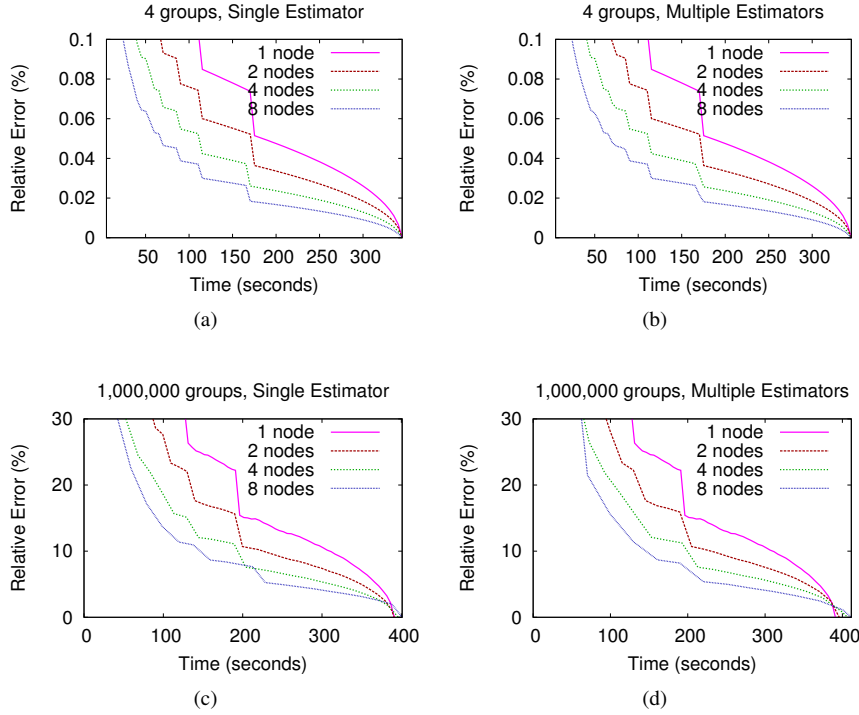 4 groups, Single Estimator
Relative Error (%)
0.1
0.08
0.06
0.04
0.02
0
1 node
2 nodes
4 nodes
8 nodes
50 100 150 200 250 300
Time (seconds)
(a)
4 groups, Multiple Estimators
Relative Error (%)
0.1
0.08
0.06
0.04
0.02
0
1 node
2 nodes
4 nodes
8 nodes
50 100 150 200 250 300
Time (seconds)
(b)
1,000,000 groups, Single Estimator
Relative Error (%)
30
20
10
0
1 node
2 nodes
4 nodes
8 nodes
0 100 200 300 400
Time (seconds)
(c)
1,000,000 groups, Multiple Estimators
Relative Error (%)
30
20
10
0
1 node
2 nodes
4 nodes
8 nodes
0 100 200 300 400
Time (seconds)
(d)